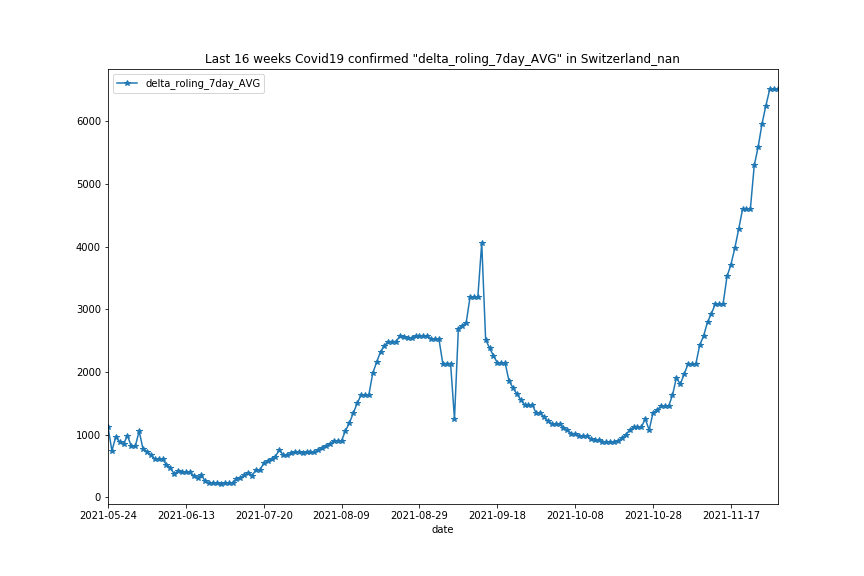 Last 16 weeks Covid19 confirmed "delta_roling_7day_AVG" in Switzerland_nan
delta_roling_7day_AVG
6000
5000
4000
3000
2000
1000
0
2021-05-24 2021-06-13 2021-07-20 2021-08-09 2021-08-29 2021-09-18 2021-10-08 2021-10-28 2021-11-17
date